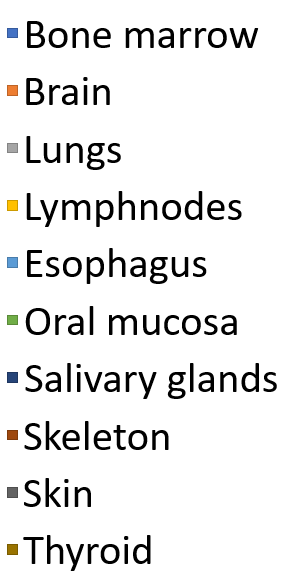 Bone marrow
Brain
Lungs
Lymphnodes
Esophagus
Oral mucosa
Salivary glands
Skeleton
Skin
Thyroid